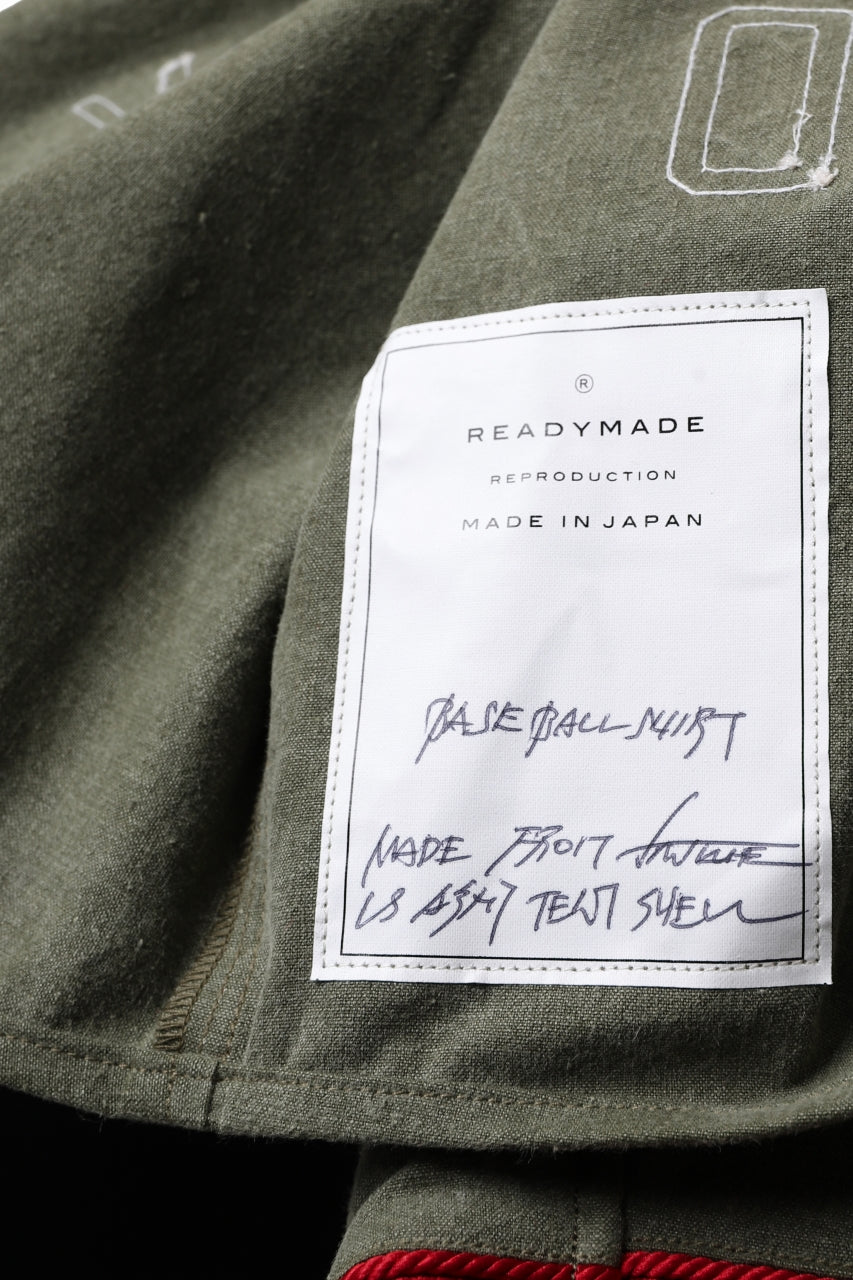 ®
READYMADE
REPRODUCTION
MADE IN JAPAN
BASEBALL SHIRT
MADE FROM
US ARMY TENT SHELL